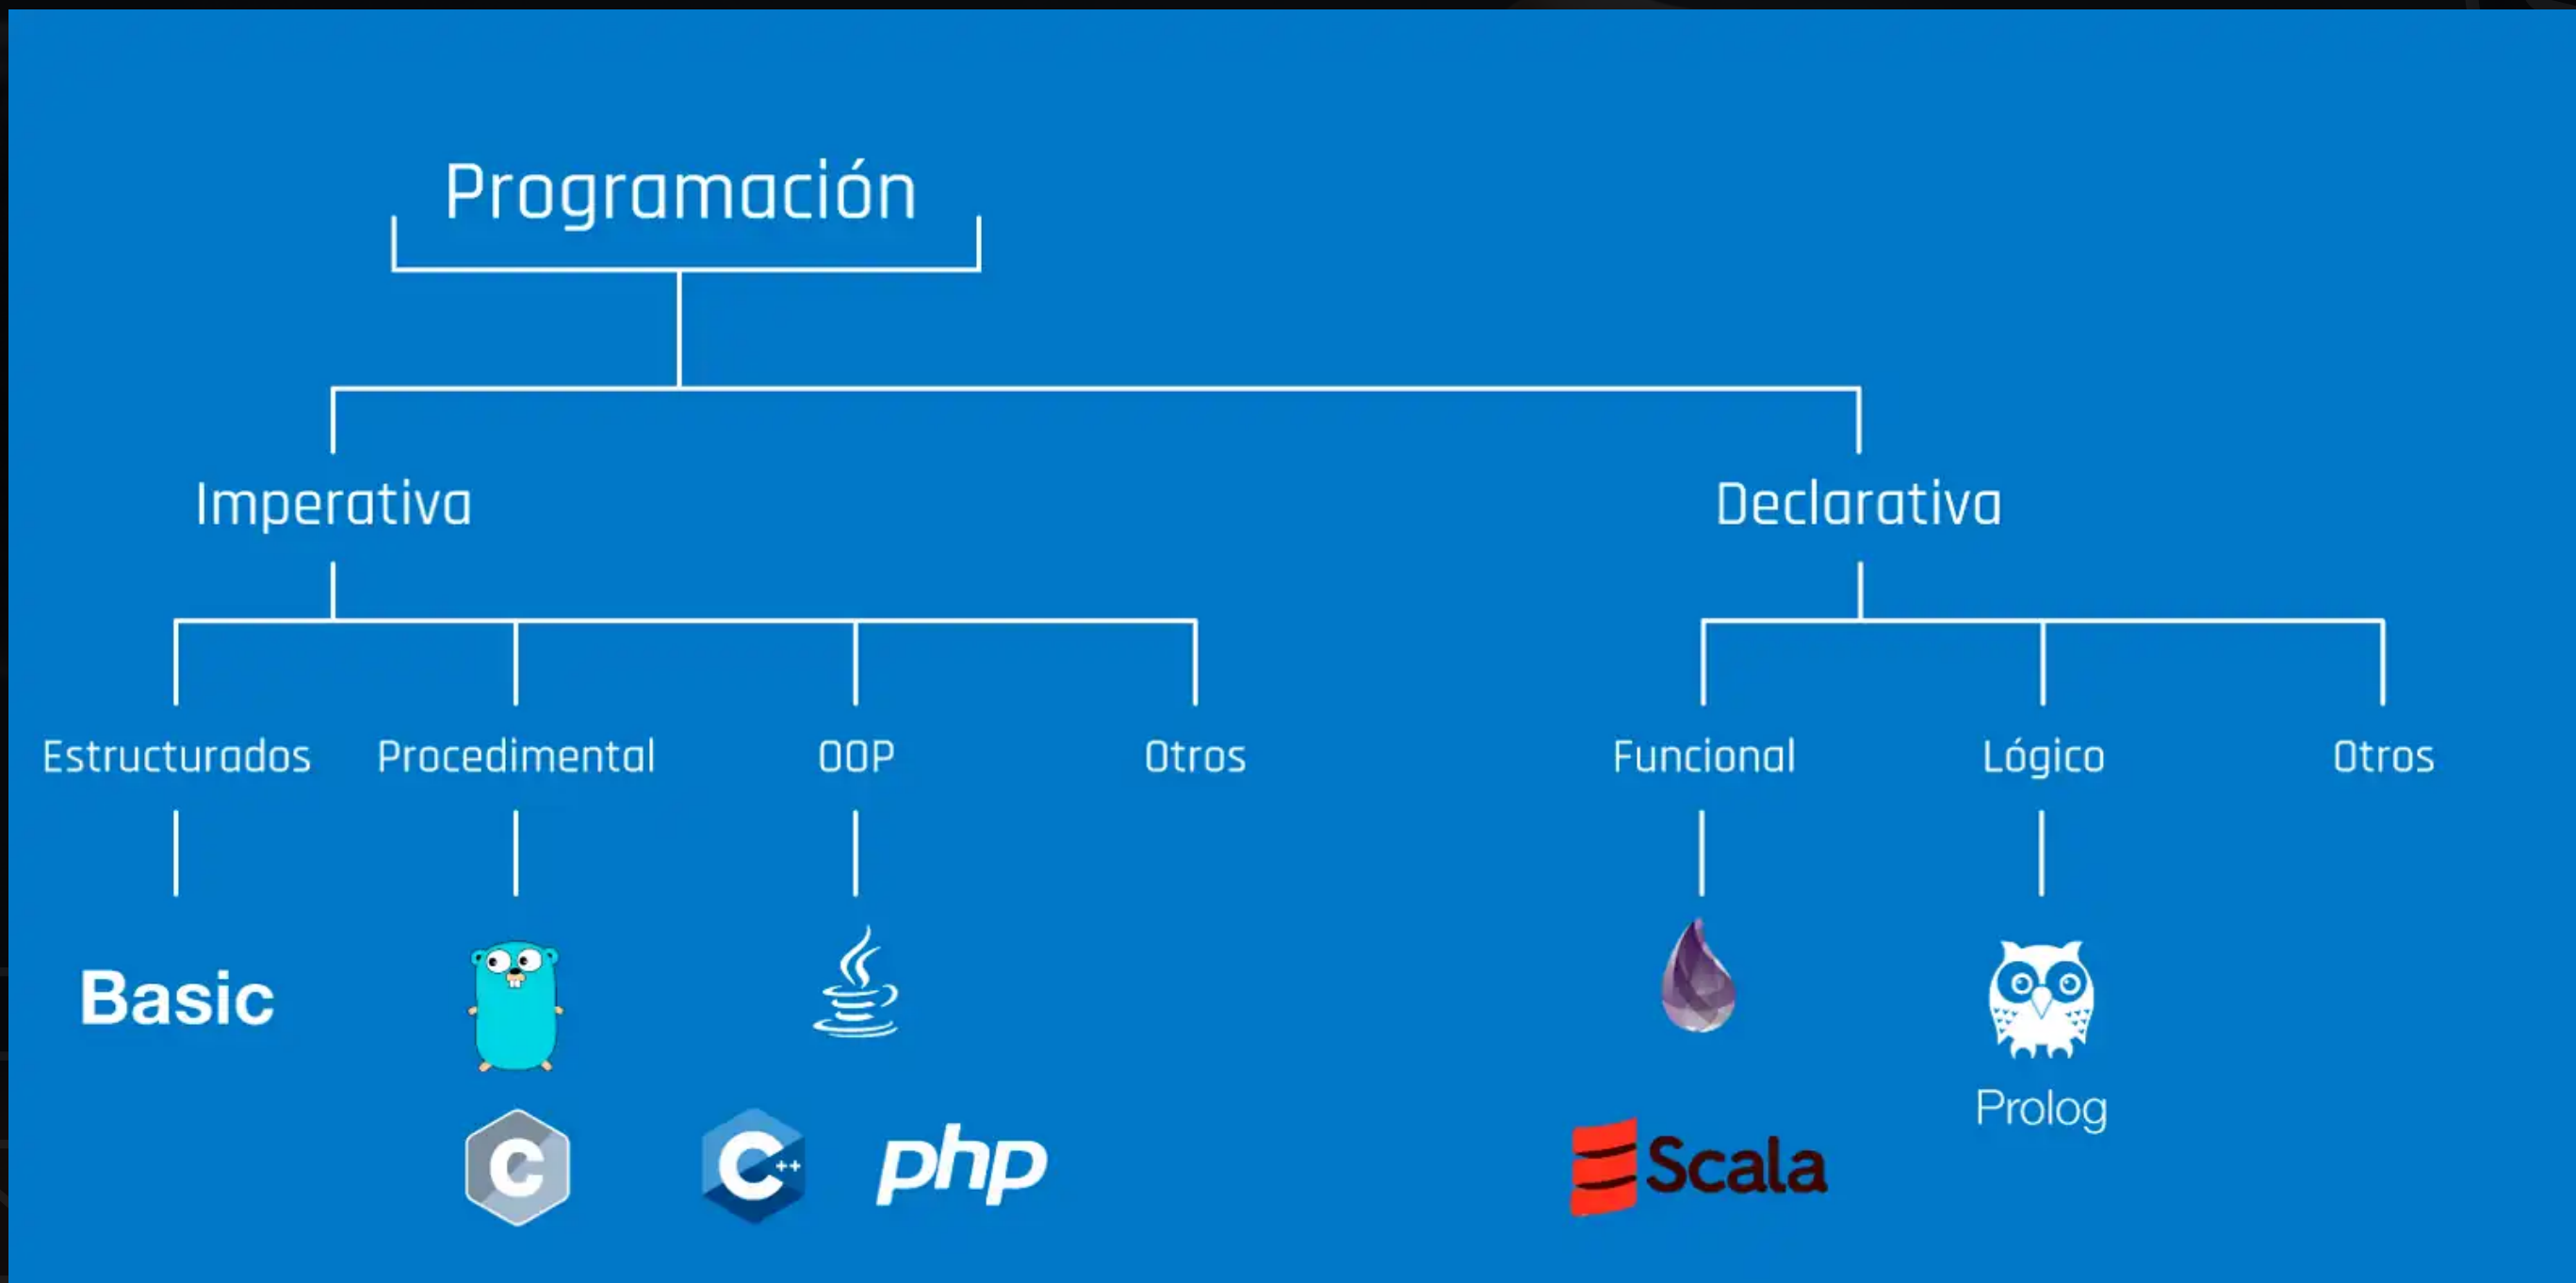 Programación
Imperativa
Declarativa
Estructurados
Procedimental
OOP
Otros
Funcional
Lógico
Otros
Basic
C
C++
php
Scala
Prolog